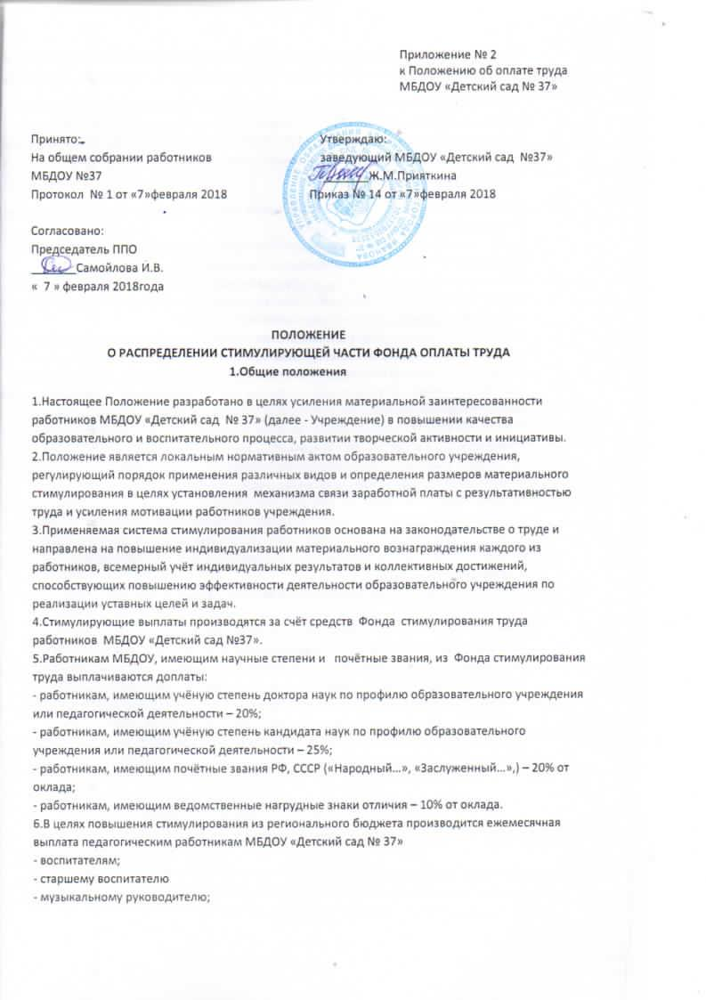 Приложение № 2
к Положению об оплате труда
МБДОУ «Детский сад № 37»
Принято:
На общем собрании работников
МБДОУ №37
Протокол № 1 от «7»февраля 2018
Утверждаю:
заведующий МБДОУ «Детский сад №37»
Ж.М.Прияткина
Приказ № 14 от «7»февраля 2018
Согласовано:
Председатель ППО
Самойлова И.В.
« 7 » февраля 2018года
ПОЛОЖЕНИЕ
О РАСПРЕДЕЛЕНИИ СТИМУЛИРУЮЩЕЙ ЧАСТИ ФОНДА ОПЛАТЫ ТРУДА
1.Общие положения
1.Настоящее Положение разработано в целях усиления материальной заинтересованности
работников МБДОУ «Детский сад № 37» (далее - Учреждение) в повышении качества
образовательного и воспитательного процесса, развитии творческой активности и инициативы.
2.Положение является локальным нормативным актом образовательного учреждения,
регулирующий порядок применения различных видов и определения размеров материального
стимулирования в целях установления механизма связи заработной платы с результативностью
труда и усиления мотивации работников учреждения.
3.Применяемая система стимулирования работников основана на законодательстве о труде и
направлена на повышение индивидуализации материального вознаграждения каждого из
работников, всемерный учёт индивидуальных результатов и коллективных достижений,
способствующих повышению эффективности деятельности образовательного учреждения по
реализации уставных целей и задач.
4.Стимулирующие выплаты производятся за счёт средств Фонда стимулирования труда
работников МБДОУ «Детский сад №37».
5.Работникам МБДОУ, имеющим научные степени и почётные звания, из Фонда стимулирования
труда выплачиваются доплаты:
- работникам, имеющим учёную степень доктора наук по профилю образовательного учреждения
или педагогической деятельности – 20%;
- работникам, имеющим учёную степень кандидата наук по профилю образовательного
учреждения или педагогической деятельности – 25%;
- работникам, имеющим почётные звания РФ, СССР («Народный…», «Заслуженный…»,) – 20% от
оклада;
- работникам, имеющим ведомственные нагрудные знаки отличия – 10% от оклада.
6.В целях повышения стимулирования из регионального бюджета производится ежемесячная
выплата педагогическим работникам МБДОУ «Детский сад № 37»
- воспитателям;
- старшему воспитателю
- музыкальному руководителю;